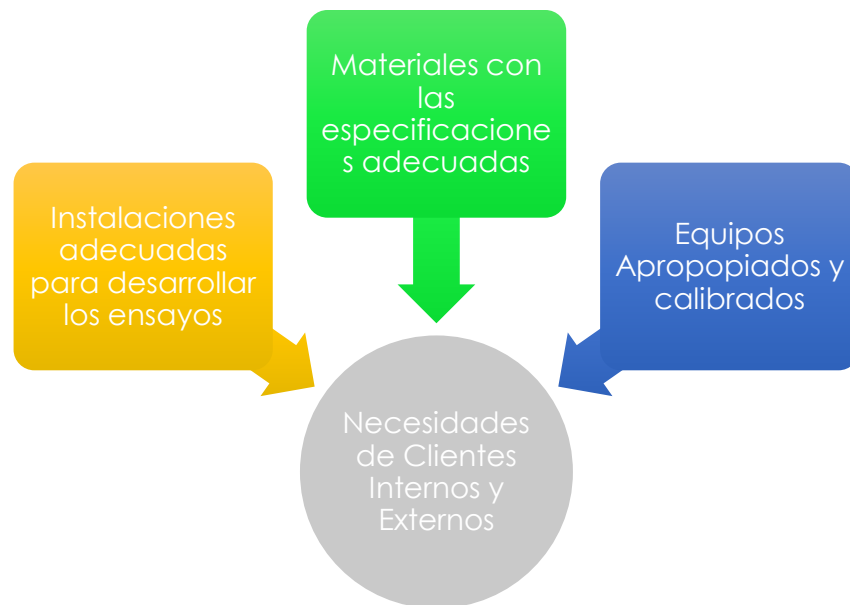 Materiales con
las
especificacione
s adecuadas
Instalaciones
adecuadas
para desarrollar
los ensayos
Equipos
Apropopiados y
calibrados
Necesidades
de Clientes
Internos y
Externos